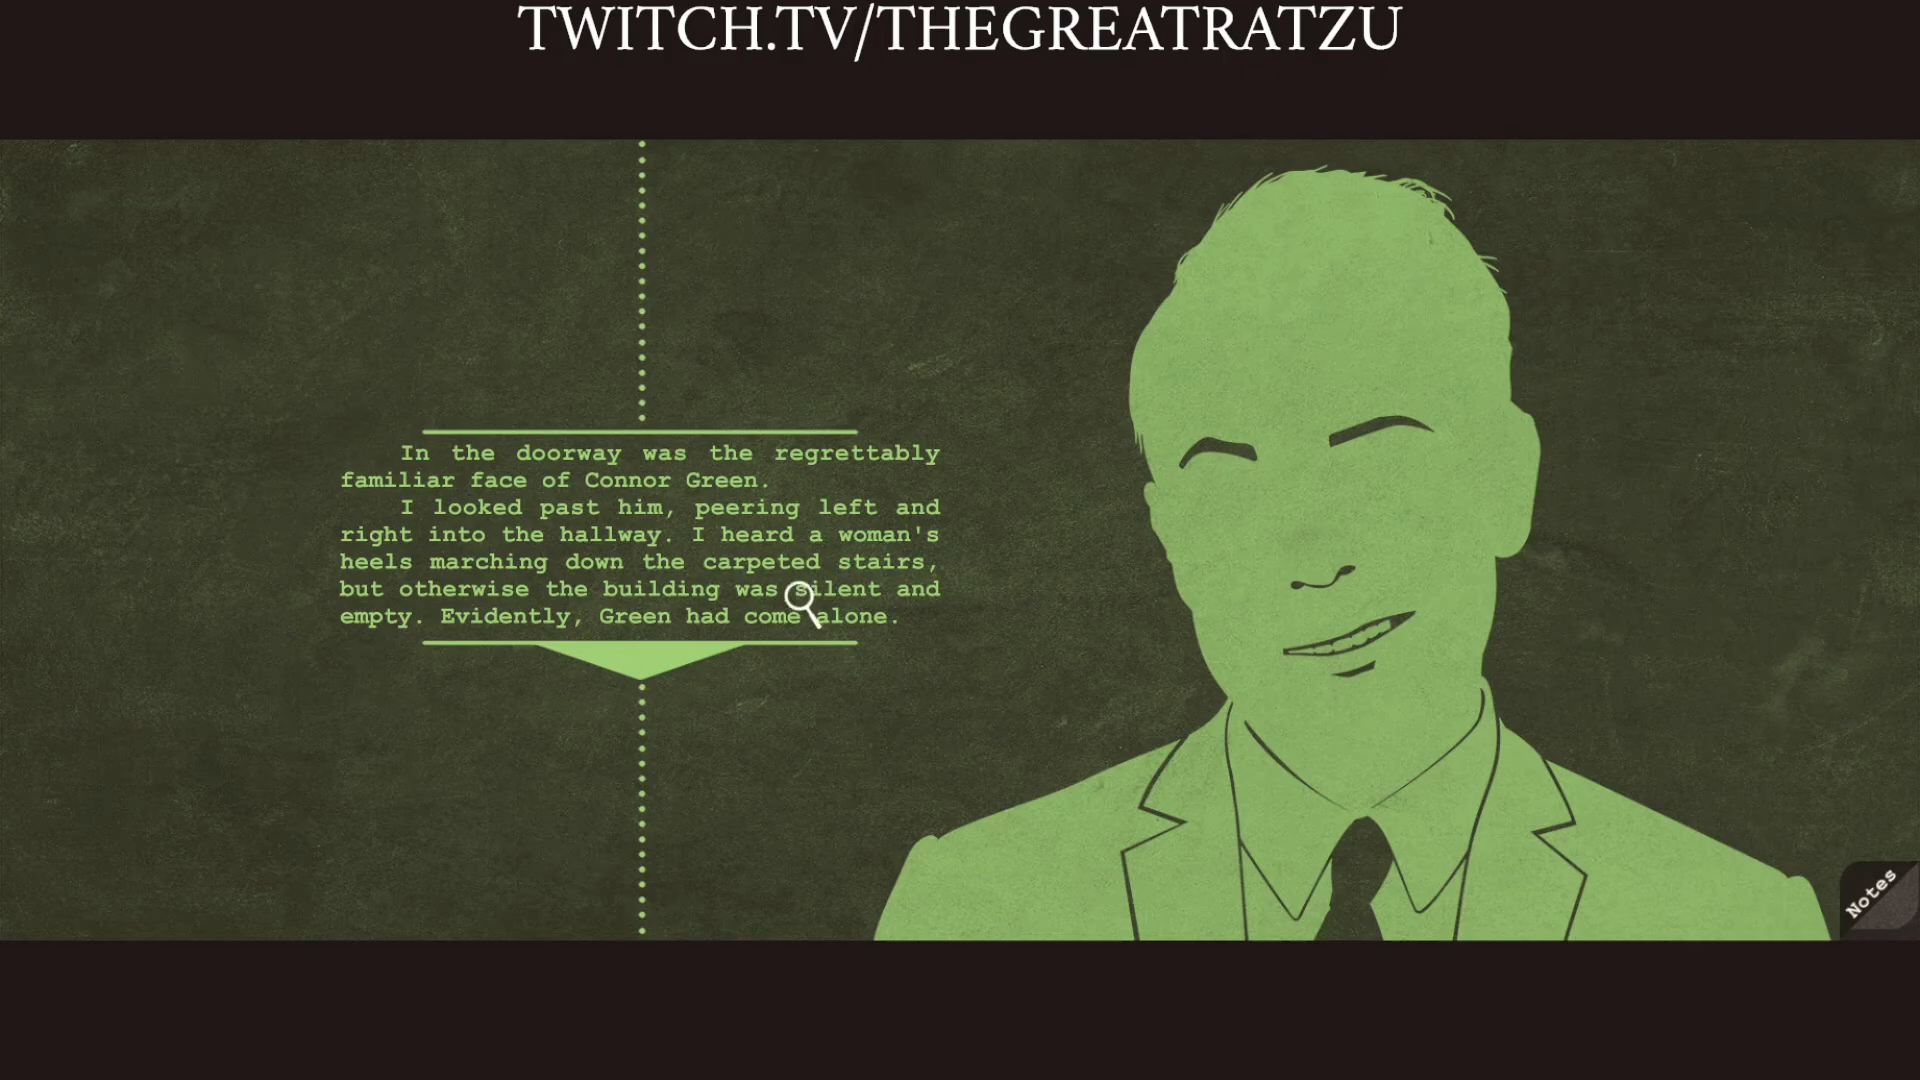 TWITCH.TV/THEGREATRATZU
In the doorway was the regrettably
familiar face of Connor Green.
I looked past him, peering left and
right into the hallway. I heard a woman's
heels marching down the carpeted stairs,
but otherwise the building was silent and
empty. Evidently, Green had come alone.
Notes